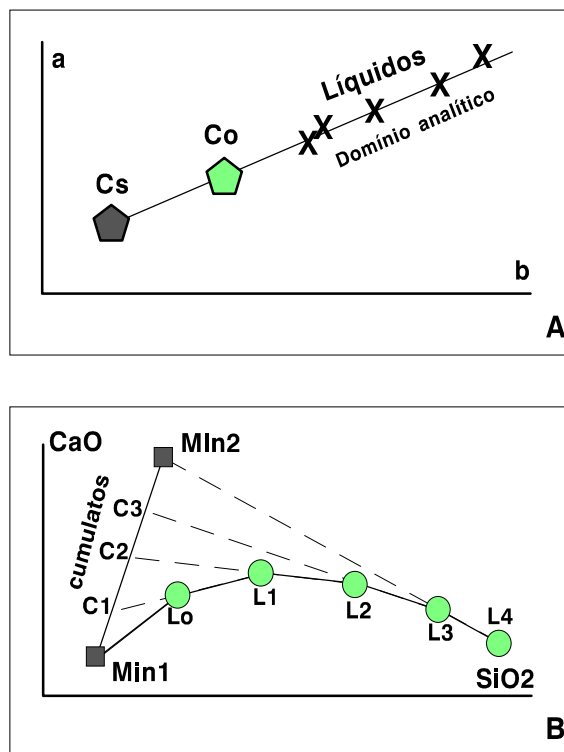 a
Líquidos
Domínio analítico
Co
Cs
b
A
CaO
MIn2
cumulatos
C3
C2
C1
Lo
L1
L2
L3
L4
Min1
SiO2
B